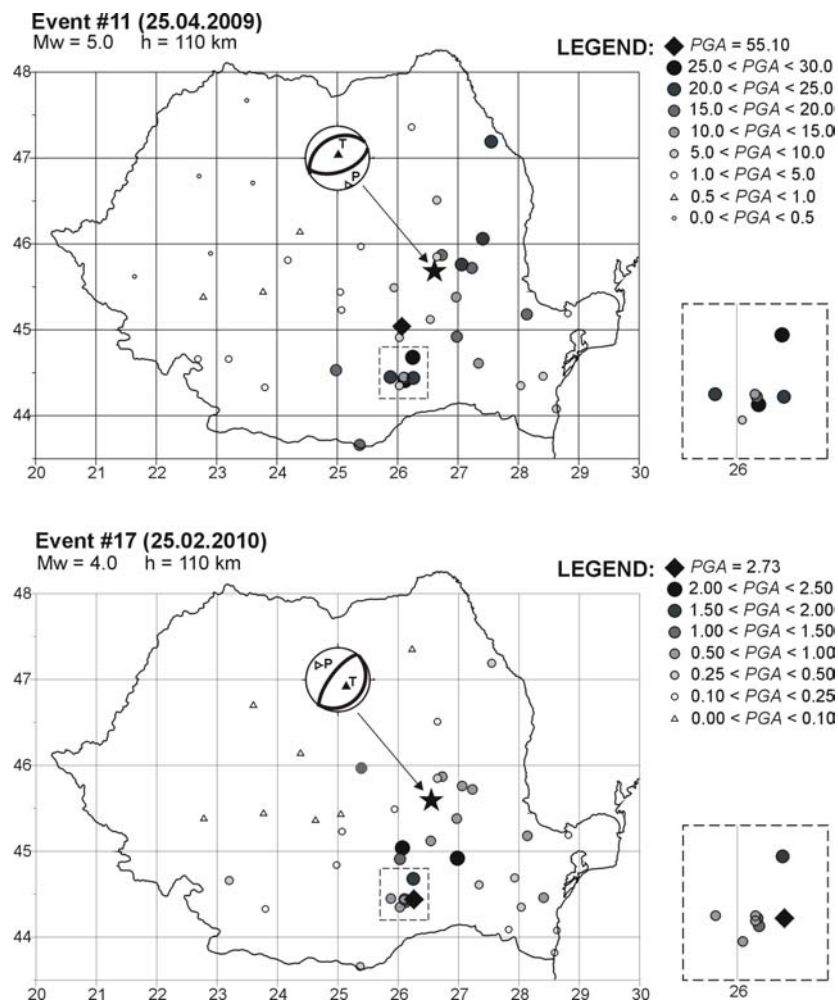 Event #11 (25.04.2009)
Mw = 5.0 h = 110 km
LEGEND:
PGA = 55.10
25.0 < PGA < 30.0
20.0 < PGA < 25.0
15.0 < PGA < 20.0
10.0 < PGA < 15.0
5.0 < PGA < 10.0
1.0 < PGA < 5.0
0.5 < PGA < 1.0
0.0 < PGA < 0.5
48
47
46
45
44
T
P
20 21 22 23 24 25 26 27 28 29 30
26
Event #17 (25.02.2010)
Mw = 4.0 h = 110 km
LEGEND:
PGA = 2.73
2.00 < PGA < 2.50
1.50 < PGA < 2.00
1.00 < PGA < 1.50
0.50 < PGA < 1.00
0.25 < PGA < 0.50
0.10 < PGA < 0.25
0.00 < PGA < 0.10
48
47
46
45
44
P
T
20 21 22 23 24 25 26 27 28 29 30
26